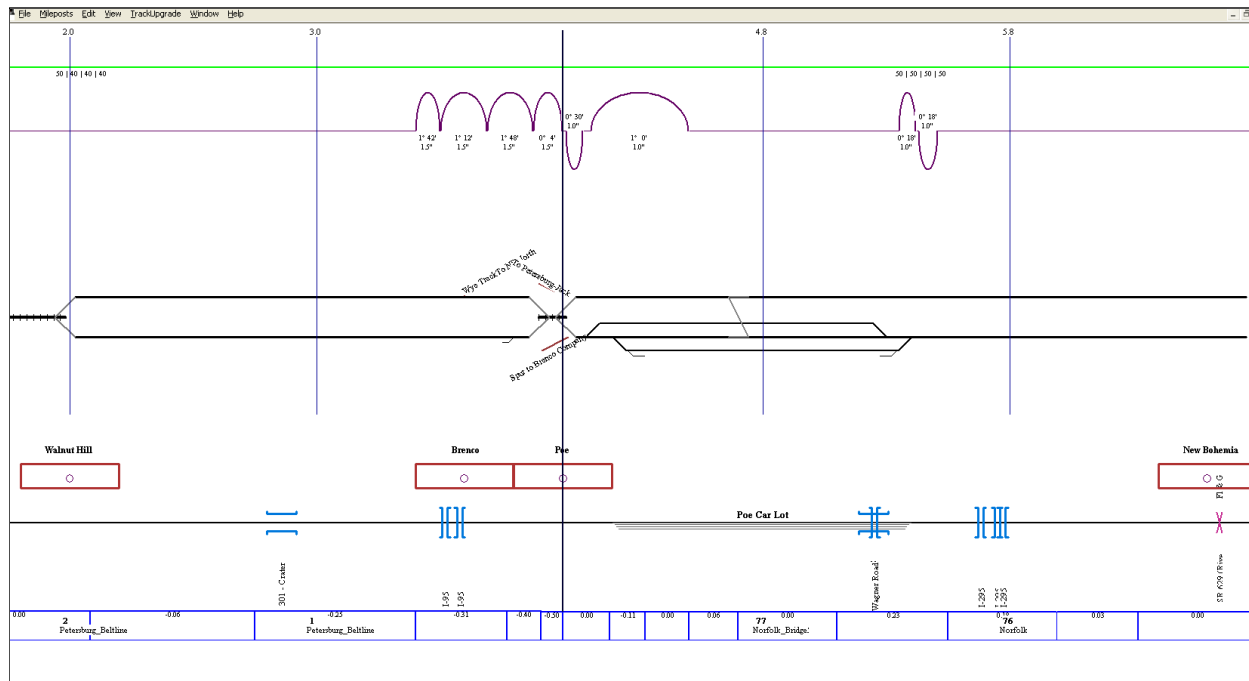 File Mileposts Edit View TrackUpgrade Window Help
2.0 3.0 4.8 5.8
50 | 40 | 40 | 40 50 | 50 | 50 | 50
0° 30' 0° 18'
1.0" 1.0"
1° 42' 1° 12' 1° 48' 0° 4' 1° 0' 0° 18'
1.5" 1.5" 1.5" 1.5" 1.0" 1.0"
Wye Track To
Petersburg
Spur to Brenco Company
Walnut Hill Brenco Poe New Bohemia
Poe Car Lot
301 - Crater I-95 I-95 Wagner Road I-295 I-295 I-295
0.00 -0.06 -0.25 -0.31 -0.40 -0.50 0.00 -0.11 0.00 0.06 0.00 0.23 0.03 0.00
2 1 77 76
Petersburg_Beltline Petersburg_Beltline Norfolk_Bridge Norfolk